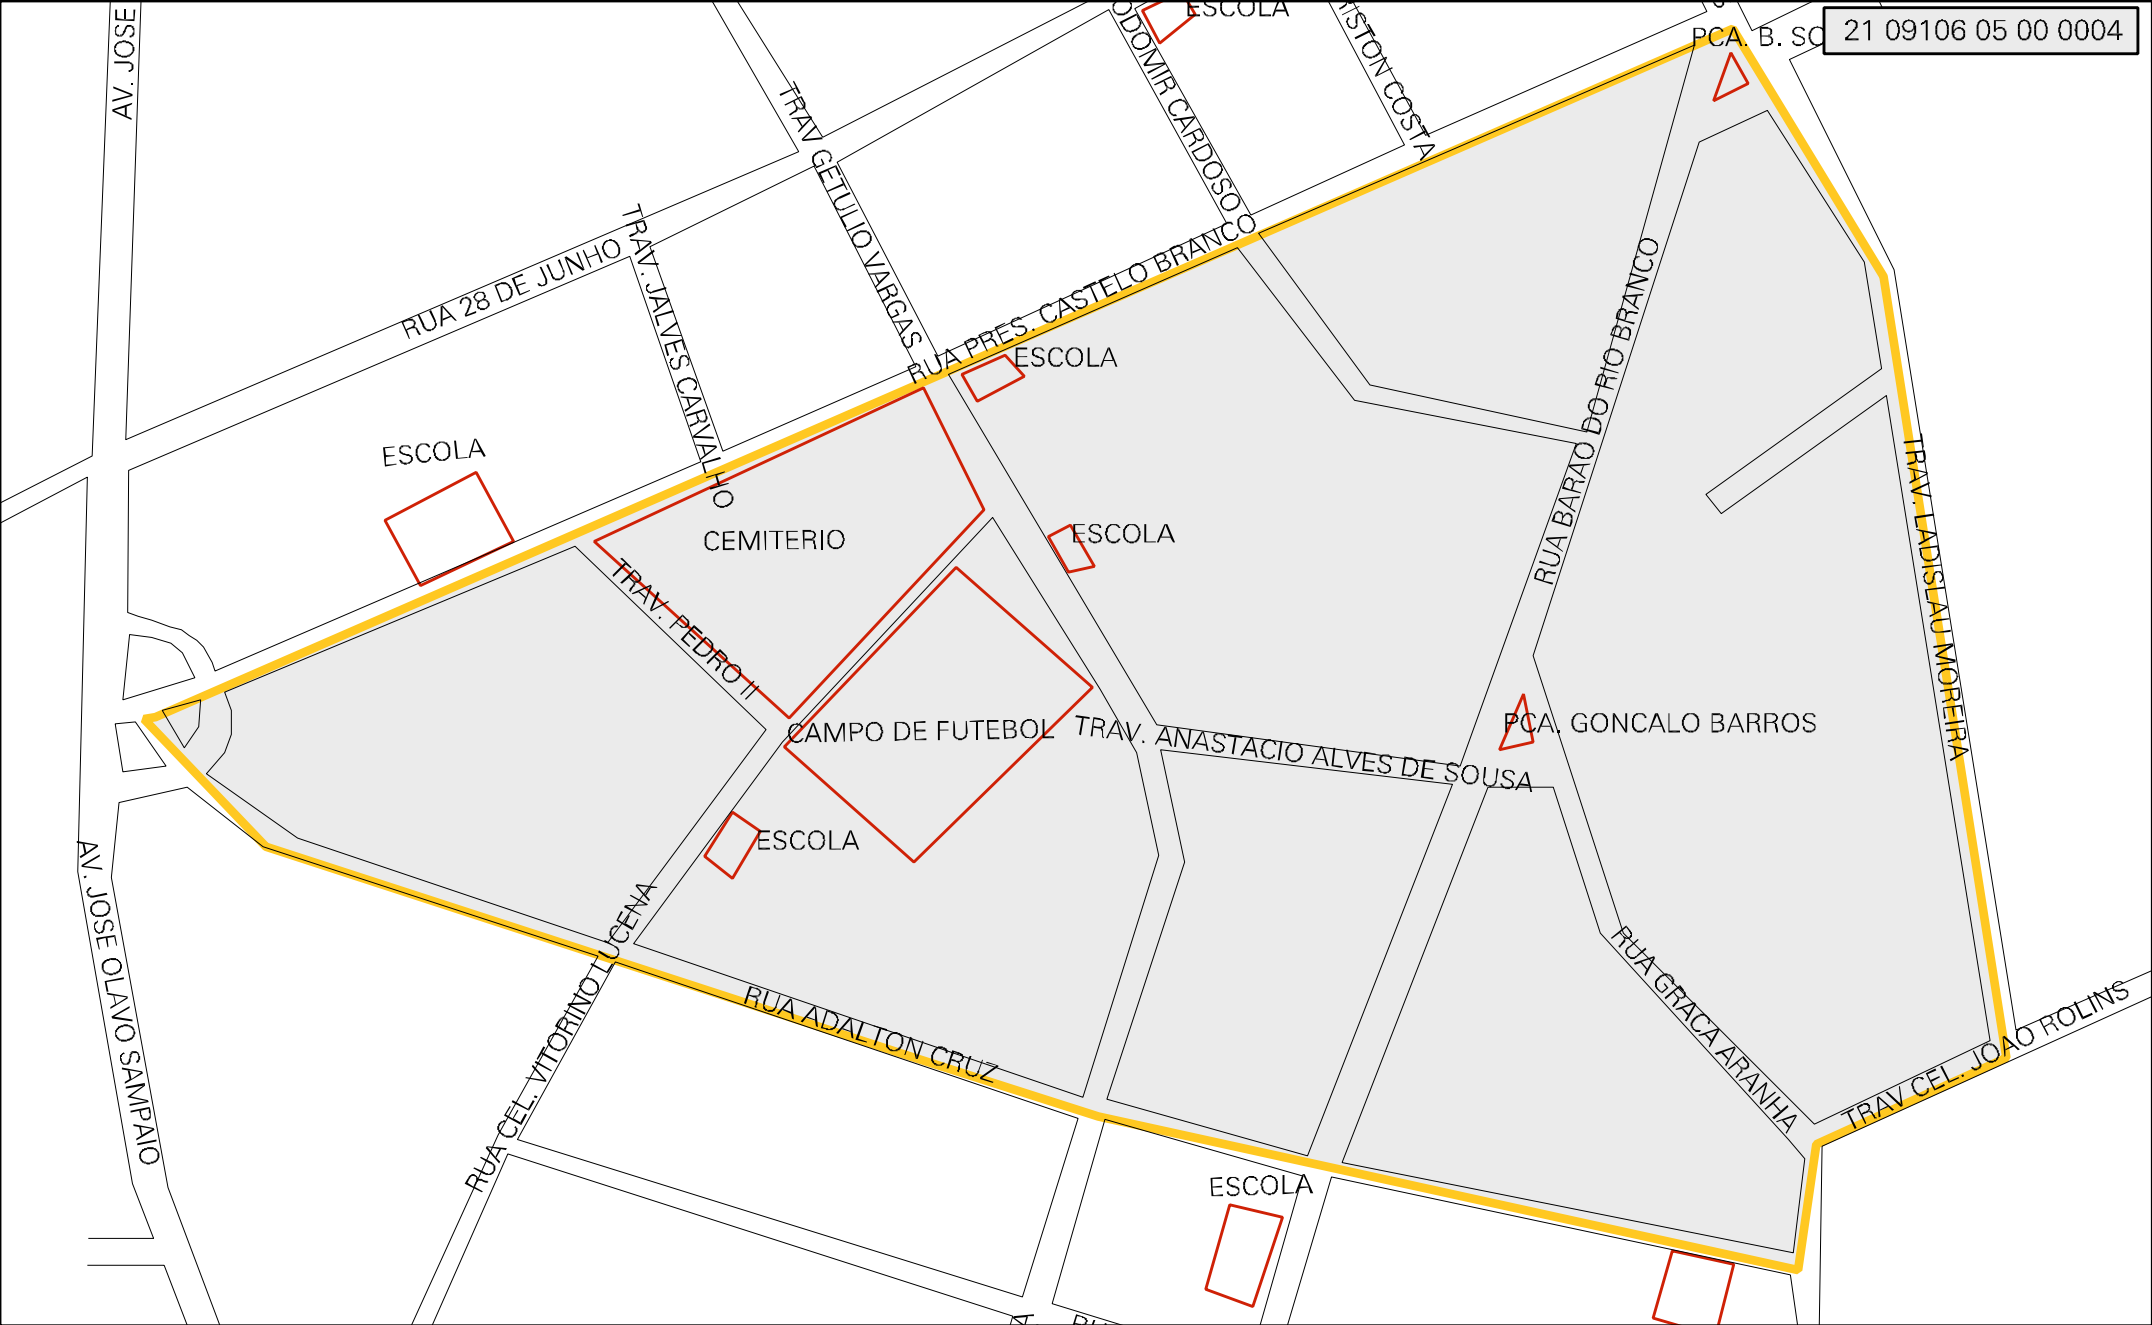 AV. JOSE
ESCOLA
PCA. B. SO
21 09106 05 00 0004
ODOMIR CARDOSO
RISTON COSTA
TRAV GETULIO VARGAS
RUA 28 DE JUNHO
TRAV. JALVES CARVALHO
RUA PRES. CASTELO BRANCO
ESCOLA
RUA BARAO DO RIO BRANCO
ESCOLA
CEMITERIO
ESCOLA
TRAV. LADISLAU MOREIRA
TRAV. PEDRO II
CAMPO DE FUTEBOL
TRAV. ANASTACIO ALVES DE SOUSA
PCA. GONCALO BARROS
ESCOLA
AV. JOSE OLAVO SAMPAIO
RUA CEL. VITORINO LUCENA
RUA ADALTON CRUZ
RUA GRACA ARANHA
TRAV CEL. JOAO ROLINS
ESCOLA